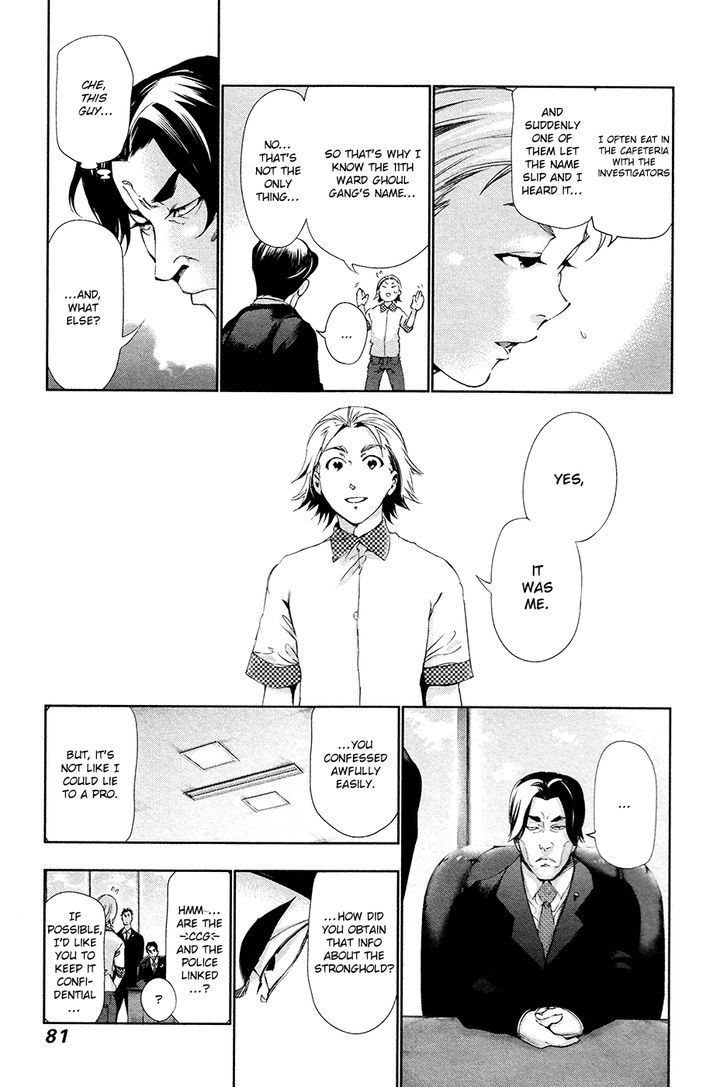 I OFTEN EAT IN
THE CAFETERIA
WITH THE
INVESTIGATORS
AND
SUDDENLY
ONE OF
THEM LET
THE NAME
SLIP AND I
HEARD IT...
SO THAT'S WHY I
KNOW THE 11TH
WARD GHOUL
GANG'S NAME...
...
NO...
THAT'S
NOT THE
ONLY
THING...
CHE,
THIS
GUY...
...AND,
WHAT
ELSE?
YES,
IT
WAS
ME.
...
...YOU
CONFESSED
AWFULLY
EASILY.
BUT, IT'S
NOT LIKE I
COULD LIE
TO A PRO.
...HOW DID
YOU OBTAIN
THAT INFO
ABOUT THE
STRONGHOLD?
HMM...
ARE THE
->CCG<-
AND THE
POLICE
LINKED
...?
?
IF
POSSIBLE,
I'D LIKE
YOU TO
KEEP IT
CONFI-
DENTIAL
...
81